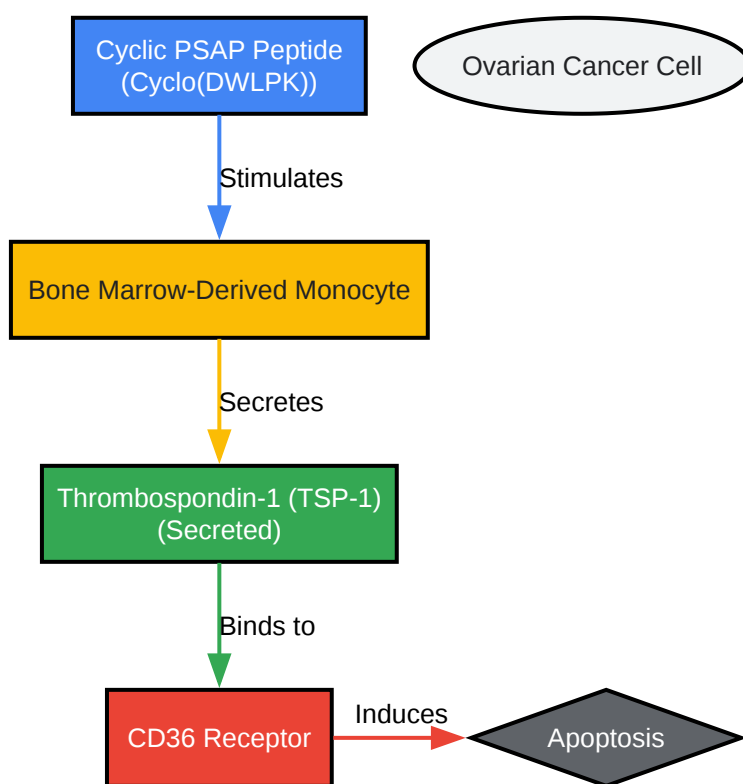 Cyclic PSAP Peptide
(Cyclo(DWLPK))
Ovarian Cancer Cell
Stimulates
Bone Marrow-Derived Monocyte
Secretes
Thrombospondin-1 (TSP-1)
(Secreted)
Binds to
CD36 Receptor
Induces
Apoptosis